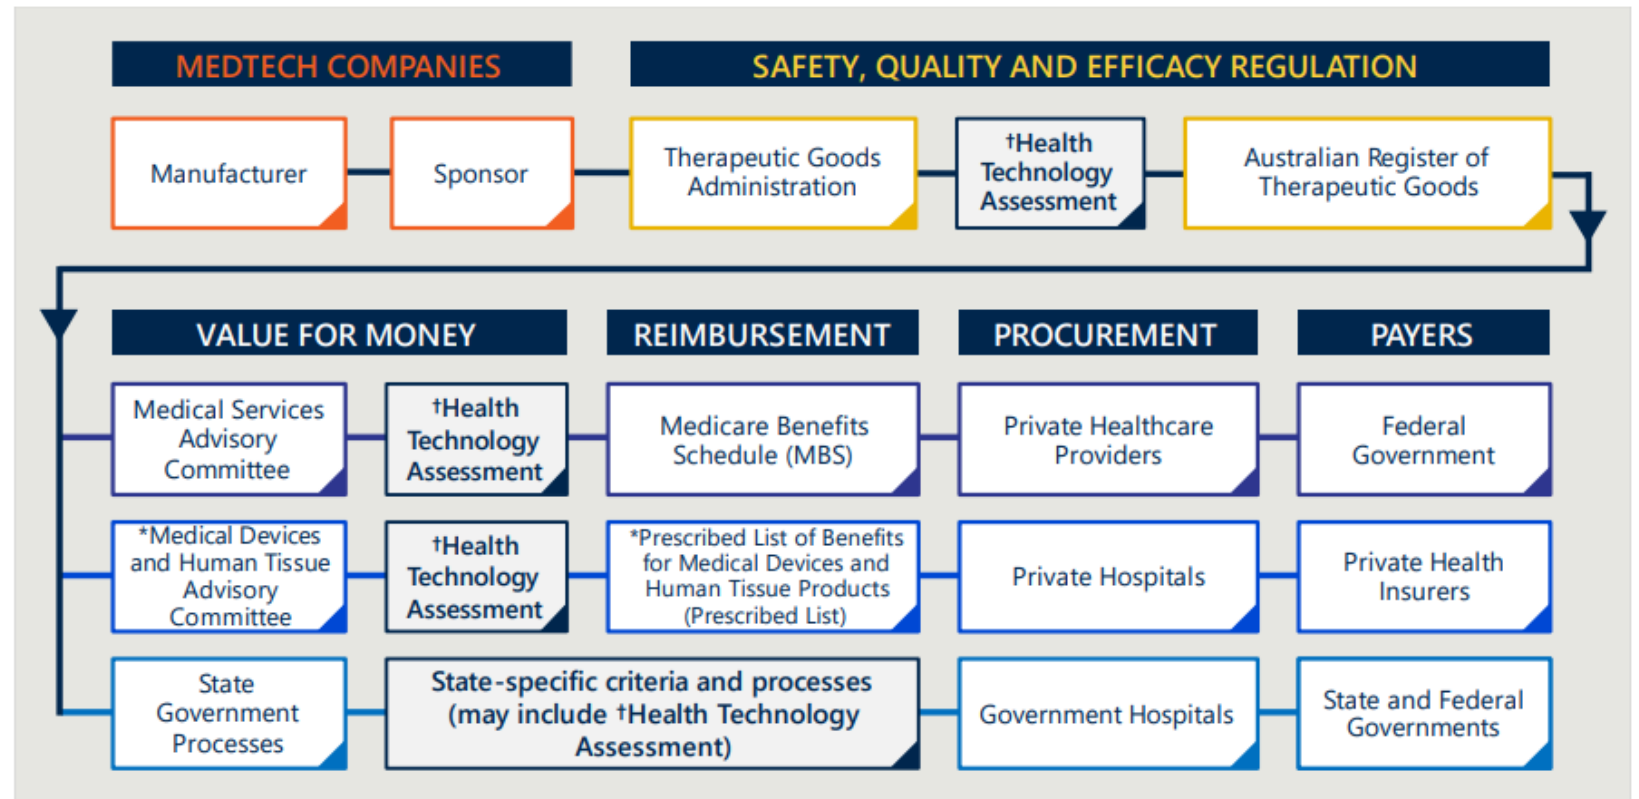 MEDTECH COMPANIES
SAFETY, QUALITY AND EFFICACY REGULATION
Manufacturer
Sponsor
Therapeutic Goods
Administration
†Health
Technology
Assessment
Australian Register of
Therapeutic Goods
VALUE FOR MONEY
REIMBURSEMENT
PROCUREMENT
PAYERS
Medical Services
Advisory
Committee
†Health
Technology
Assessment
Medicare Benefits
Schedule (MBS)
Private Healthcare
Providers
Federal
Government
*Medical Devices
and Human Tissue
Advisory
Committee
†Health
Technology
Assessment
*Prescribed List of Benefits
for Medical Devices and
Human Tissue Products
(Prescribed List)
Private Hospitals
Private Health
Insurers
State
Government
Processes
State-specific criteria and processes
(may include †Health Technology
Assessment)
Government Hospitals
State and Federal
Governments